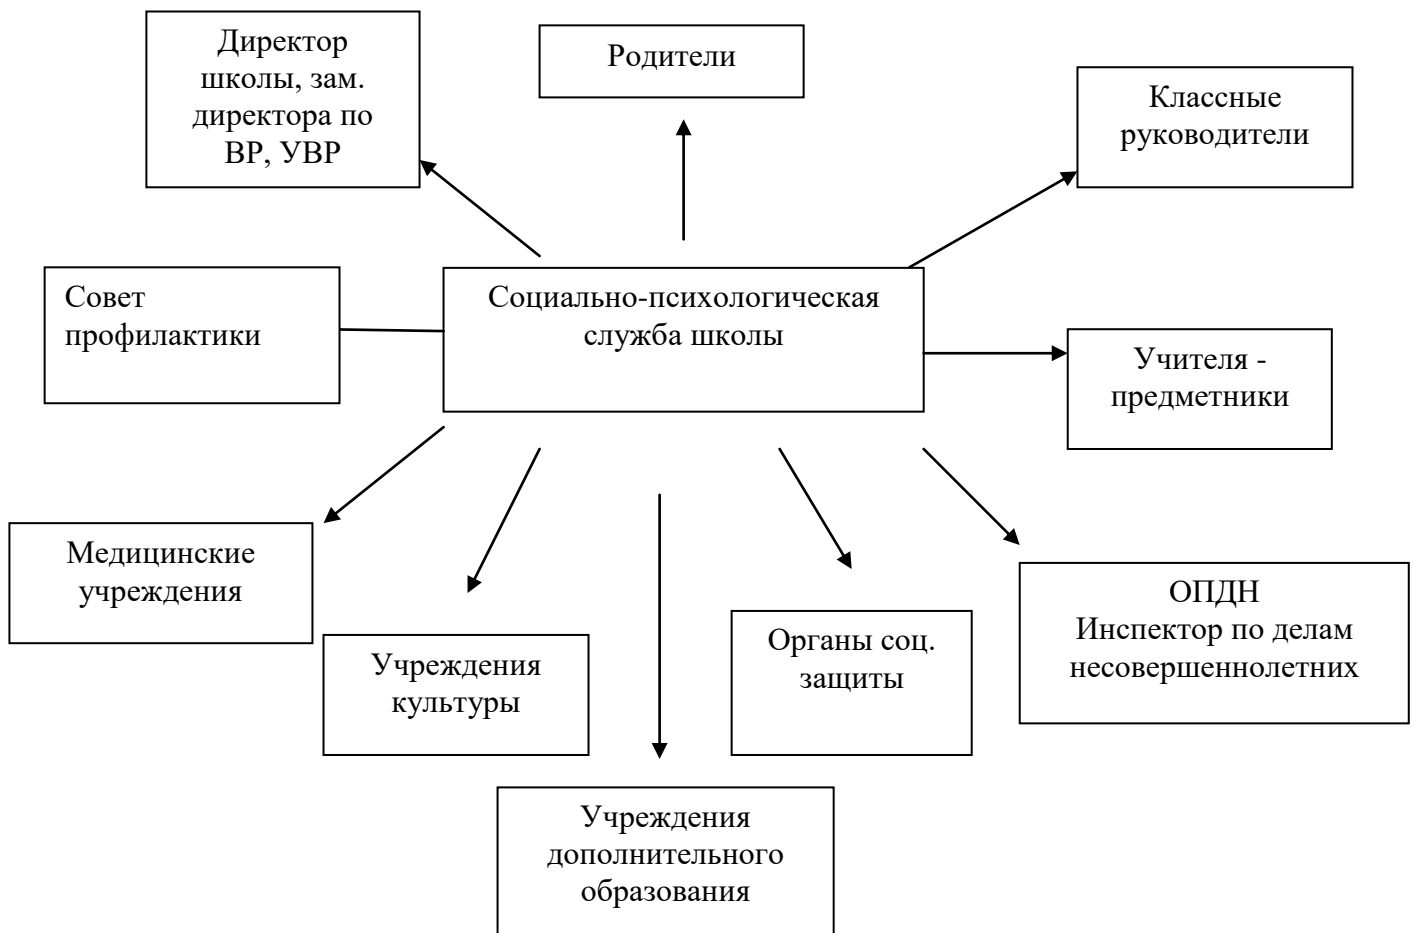 Директор
школы, зам.
директора по
ВР, УВР
Родители
Классные
руководители
Совет
профилактики
Социально-психологическая
служба школы
Учителя -
предметники
Медицинские
учреждения
Учреждения
культуры
Органы соц.
защиты
ОПДН
Инспектор по делам
несовершеннолетних
Учреждения
дополнительного
образования